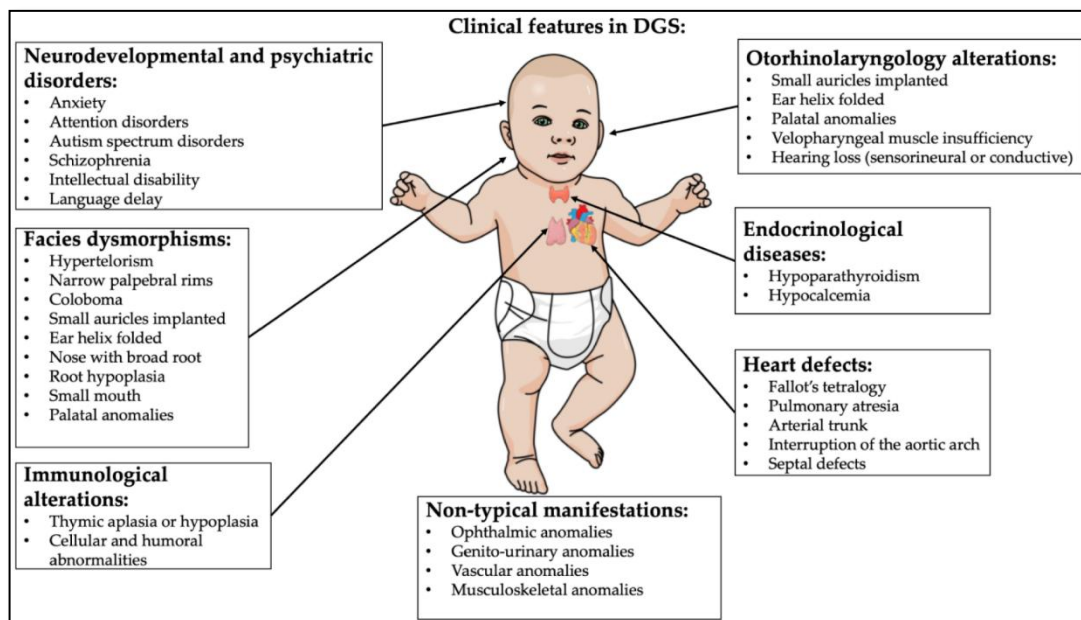 Clinical features in DGS:
Neurodevelopmental and psychiatric
disorders:
• Anxiety
• Attention disorders
• Autism spectrum disorders
• Schizophrenia
• Intellectual disability
• Language delay
Facies dysmorphisms:
• Hypertelorism
• Narrow palpebral rims
• Coloboma
• Small auricles implanted
• Ear helix folded
• Nose with broad root
• Root hypoplasia
• Small mouth
• Palatal anomalies
Immunological
alterations:
• Thymic aplasia or hypoplasia
• Cellular and humoral
abnormalities
Otorhinolaryngology alterations:
• Small auricles implanted
• Ear helix folded
• Palatal anomalies
• Velopharyngeal muscle insufficiency
• Hearing loss (sensorineural or conductive)
Endocrinological
diseases:
• Hypoparathyroidism
• Hypocalcemia
Heart defects:
• Fallot's tetralogy
• Pulmonary atresia
• Arterial trunk
• Interruption of the aortic arch
• Septal defects
Non-typical manifestations:
• Ophthalmic anomalies
• Genito-urinary anomalies
• Vascular anomalies
• Musculoskeletal anomalies